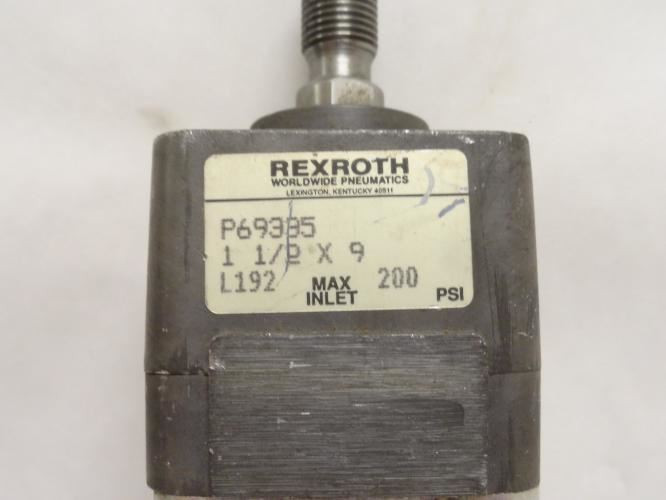 REXROTH
WORLDWIDE PNEUMATICS
LEXINGTON, KENTUCKY 40511
P69385
1 1/2 X 9
L192 MAX INLET 200 PSI